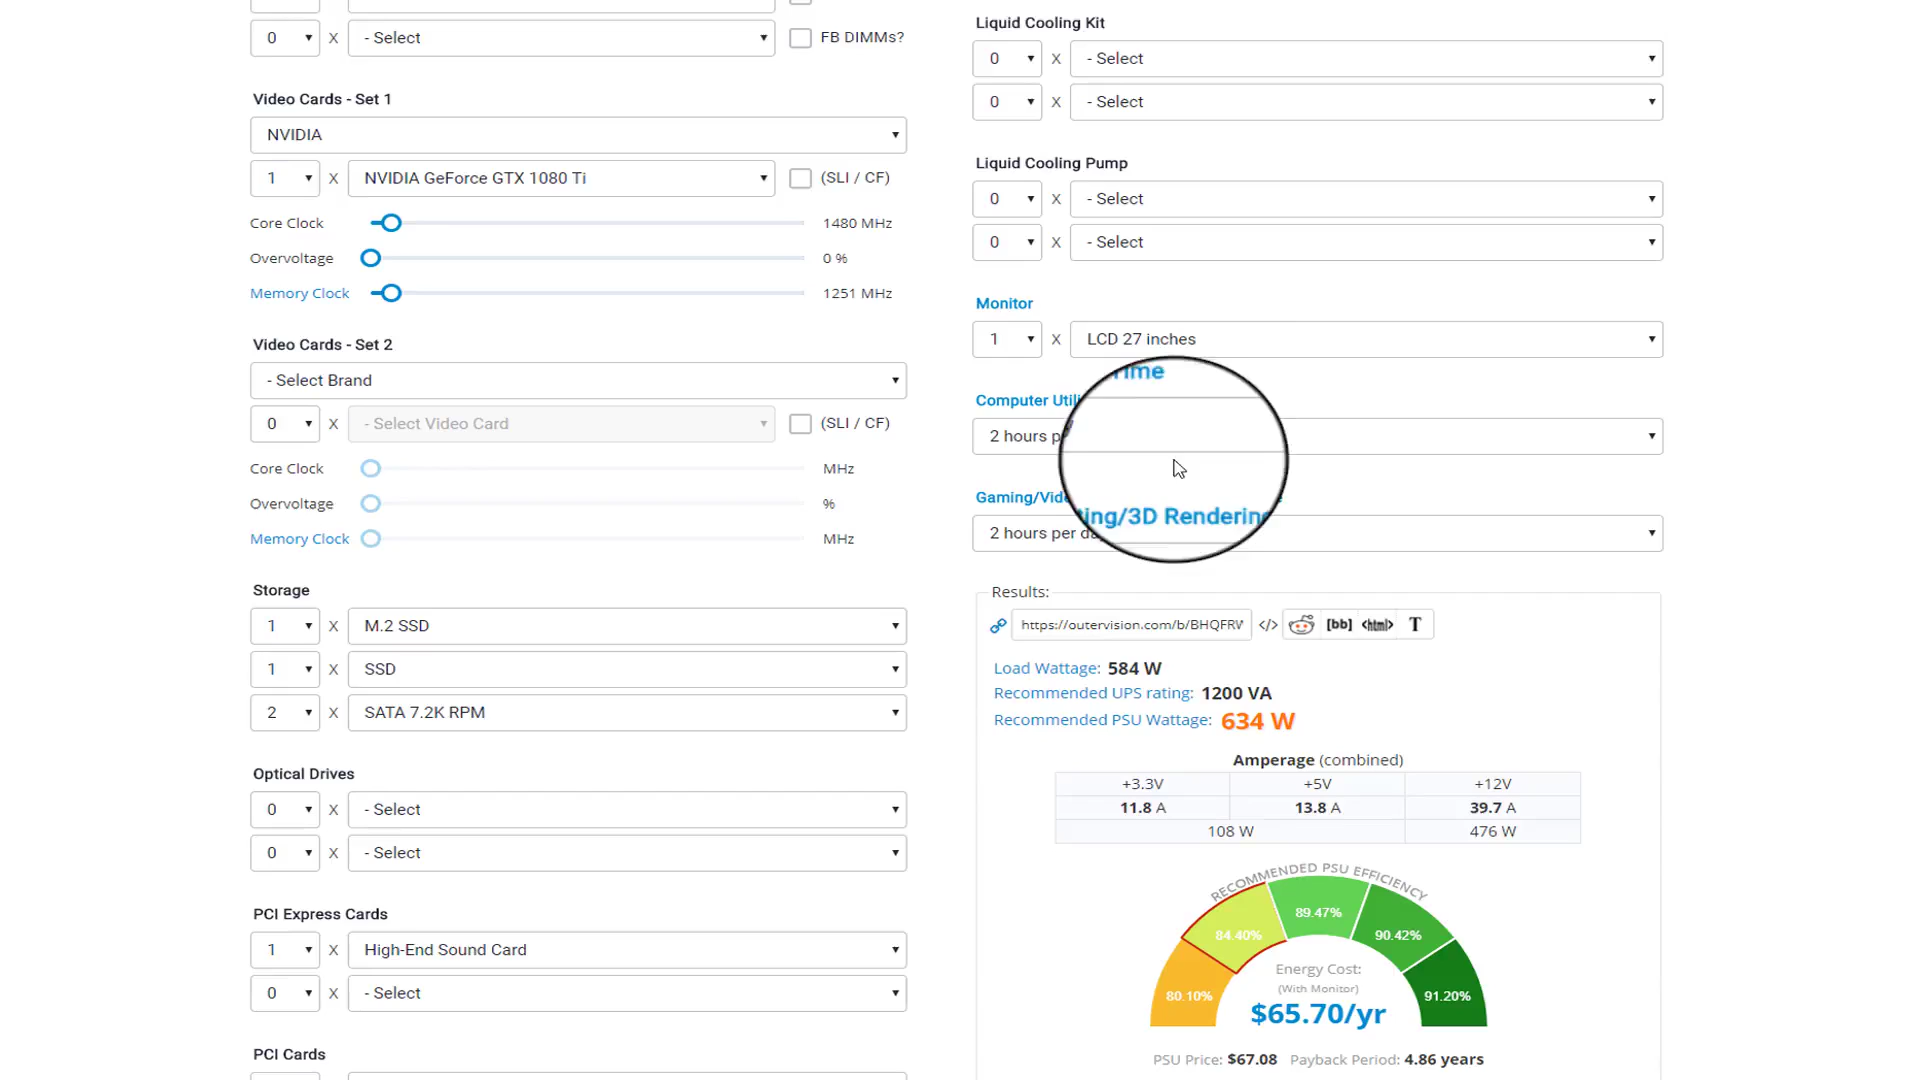 0 X - Select FB DIMMs?
Video Cards - Set 1
NVIDIA
1 X NVIDIA GeForce GTX 1080 Ti (SLI / CF)
Core Clock 1480 MHz
Overvoltage 0 %
Memory Clock 1251 MHz
Video Cards - Set 2
- Select Brand
0 X - Select Video Card (SLI / CF)
Core Clock MHz
Overvoltage %
Memory Clock MHz
Storage
1 X M.2 SSD
1 X SSD
2 X SATA 7.2K RPM
Optical Drives
0 X - Select
0 X - Select
PCI Express Cards
1 X High-End Sound Card
0 X - Select
PCI Cards
Liquid Cooling Kit
0 X - Select
0 X - Select
Liquid Cooling Pump
0 X - Select
0 X - Select
Monitor
1 X LCD 27 inches
Computer
2 hours
2 hours per
3D Rendering
Results:
https://outervision.com/b/BHQFRV </> [bb] <html> T
Load Wattage: 584 W
Recommended UPS rating: 1200 VA
Recommended PSU Wattage: 634 W
Amperage (combined)
+3.3V +5V +12V
11.8 A 13.8 A 39.7 A
108 W 476 W
RECOMMENDED PSU EFFICIENCY
80.10% 84.40% 89.47% 90.42% 91.20%
Energy Cost:
(With Monitor)
$65.70/yr
PSU Price: $67.08 Payback Period: 4.86 years